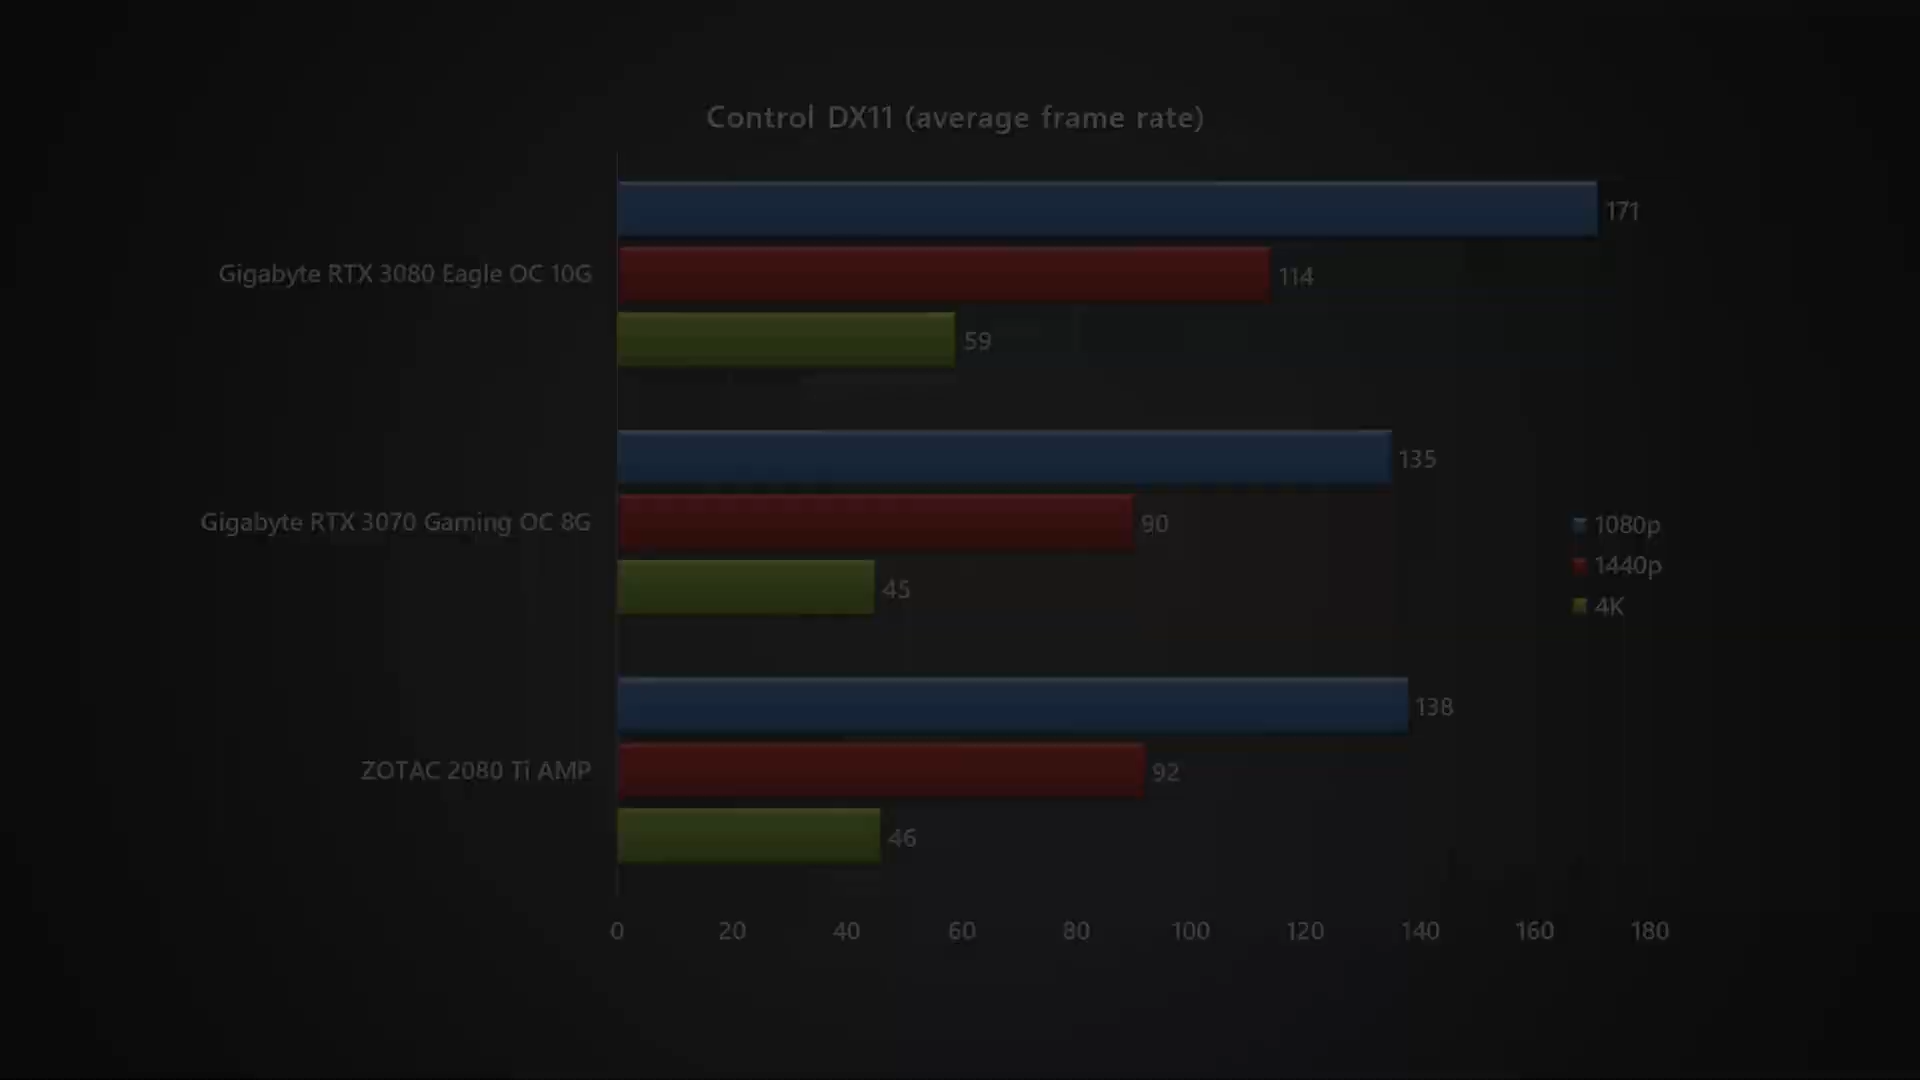 Control DX11 (average frame rate)
171
Gigabyte RTX 3080 Eagle OC 10G
114
59
135
Gigabyte RTX 3070 Gaming OC 8G
90
45
1080p
1440p
4K
138
ZOTAC 2080 Ti AMP
92
46
0 20 40 60 80 100 120 140 160 180